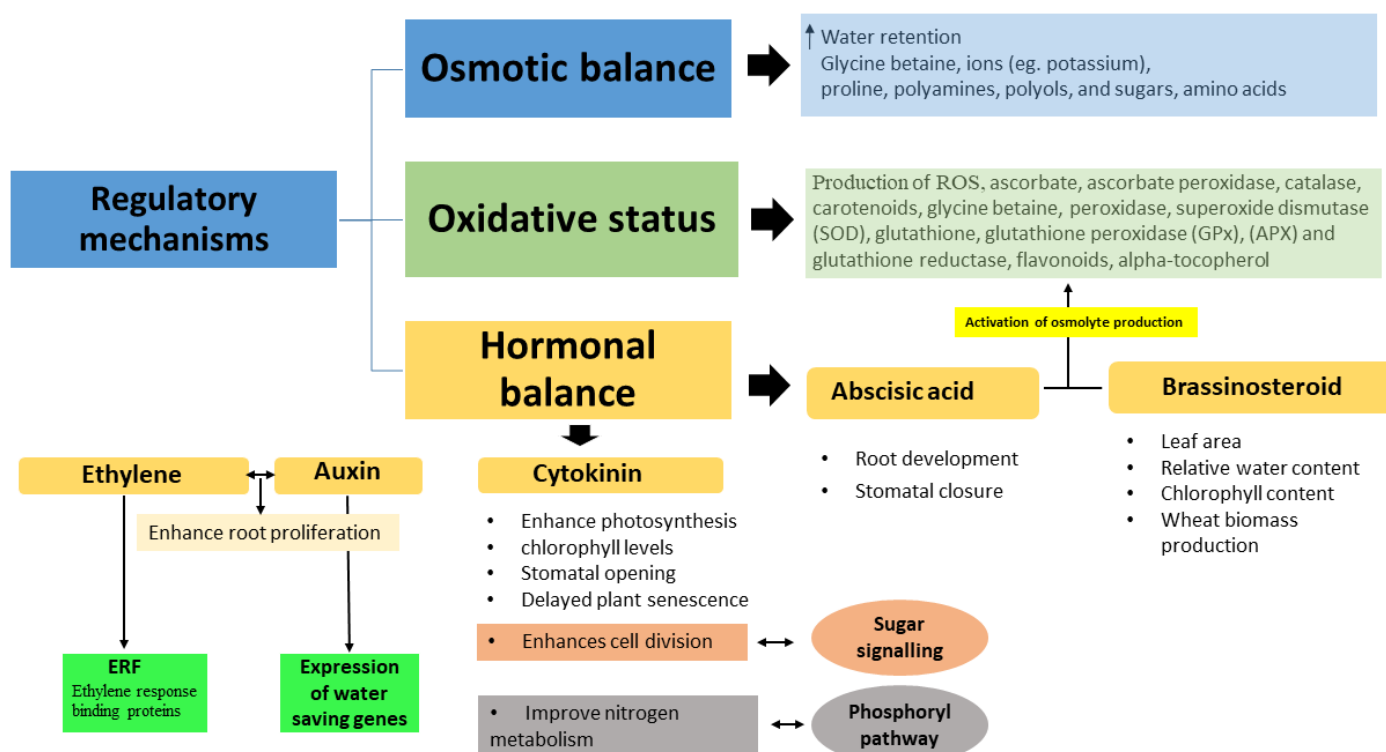 Regulatory
mechanisms
Osmotic balance
Water retention
Glycine betaine, ions (eg. potassium),
proline, polyamines, polyols, and sugars, amino acids
Oxidative status
Production of ROS, ascorbate, ascorbate peroxidase, catalase,
carotenoids, glycine betaine, peroxidase, superoxide dismutase
(SOD), glutathione, glutathione peroxidase (GPx), (APX) and
glutathione reductase, flavonoids, alpha-tocopherol
Activation of osmolyte production
Hormonal
balance
Abscisic acid
• Root development
• Stomatal closure
Brassinosteroid
• Leaf area
• Relative water content
• Chlorophyll content
• Wheat biomass
production
Ethylene
Auxin
Enhance root proliferation
ERF
Ethylene response
binding proteins
Expression
of water
saving genes
Cytokinin
• Enhance photosynthesis
• chlorophyll levels
• Stomatal opening
• Delayed plant senescence
• Enhances cell division
Sugar
signalling
• Improve nitrogen
metabolism
Phosphoryl
pathway